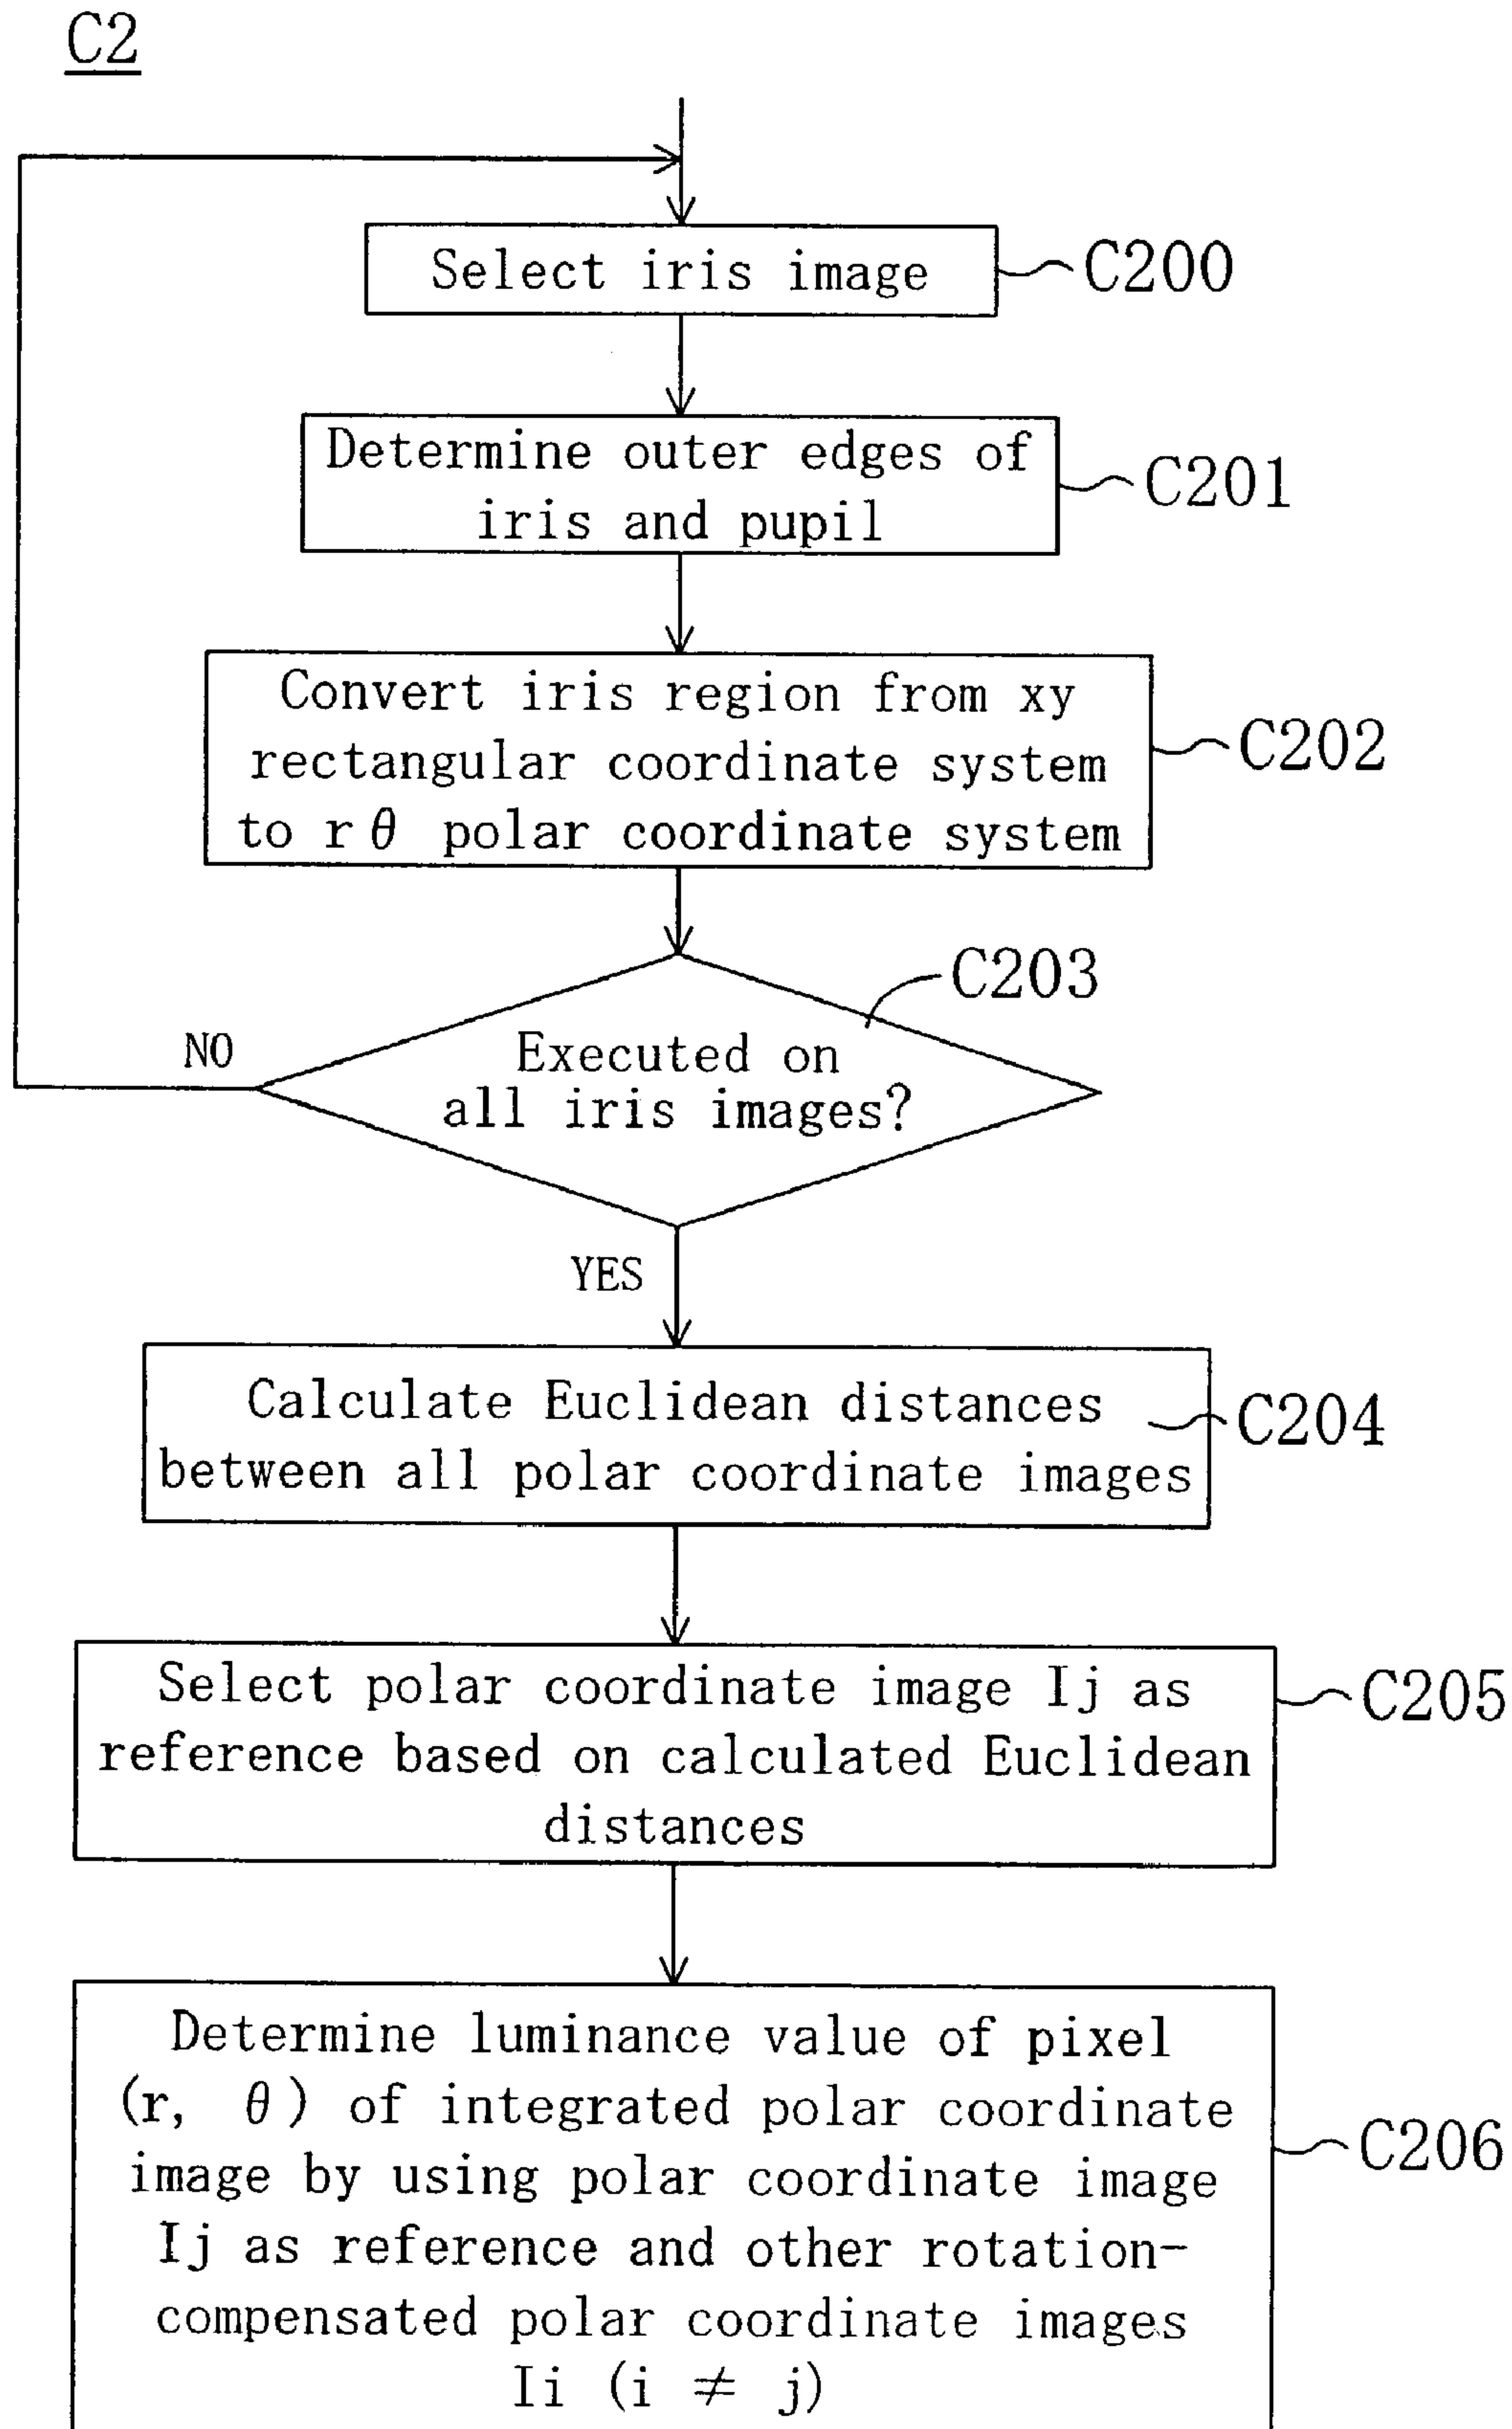 C2
Select iris image
C200
Determine outer edges of
iris and pupil
C201
Convert iris region from xy
rectangular coordinate system
to r θ polar coordinate system
C202
C203
Executed on
all iris images?
NO
YES
Calculate Euclidean distances
between all polar coordinate images
C204
Select polar coordinate image Ij as
reference based on calculated Euclidean
distances
C205
Determine luminance value of pixel
(r, θ) of integrated polar coordinate
image by using polar coordinate image
Ij as reference and other rotation-
compensated polar coordinate images
Ii (i ≠ j)
C206